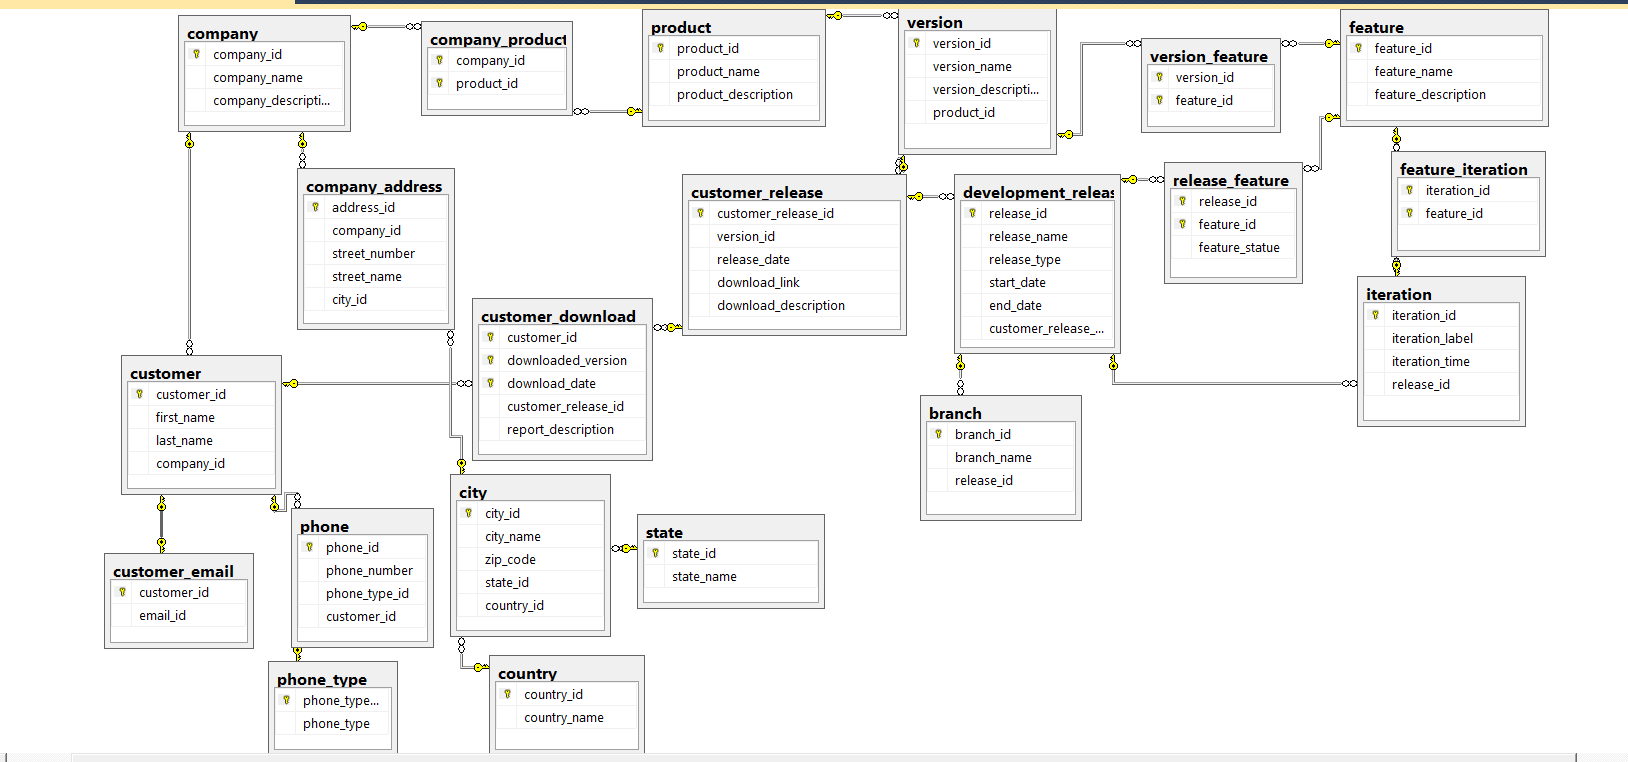 company
company_id
company_name
company_descripti...
company_product
company_id
product_id
product
product_id
product_name
product_description
version
version_id
version_name
version_descripti...
product_id
version_feature
version_id
feature_id
feature
feature_id
feature_name
feature_description
company_address
address_id
company_id
street_number
street_name
city_id
customer_release
customer_release_id
version_id
release_date
download_link
download_description
development_releas
release_id
release_name
release_type
start_date
end_date
customer_release_...
release_feature
release_id
feature_id
feature_statue
feature_iteration
iteration_id
feature_id
iteration
iteration_id
iteration_label
iteration_time
release_id
customer_download
customer_id
downloaded_version
download_date
customer_release_id
report_description
customer
customer_id
first_name
last_name
company_id
branch
branch_id
branch_name
release_id
city
city_id
city_name
zip_code
state_id
country_id
state
state_id
state_name
phone
phone_id
phone_number
phone_type_id
customer_id
customer_email
customer_id
email_id
phone_type
phone_type...
phone_type
country
country_id
country_name